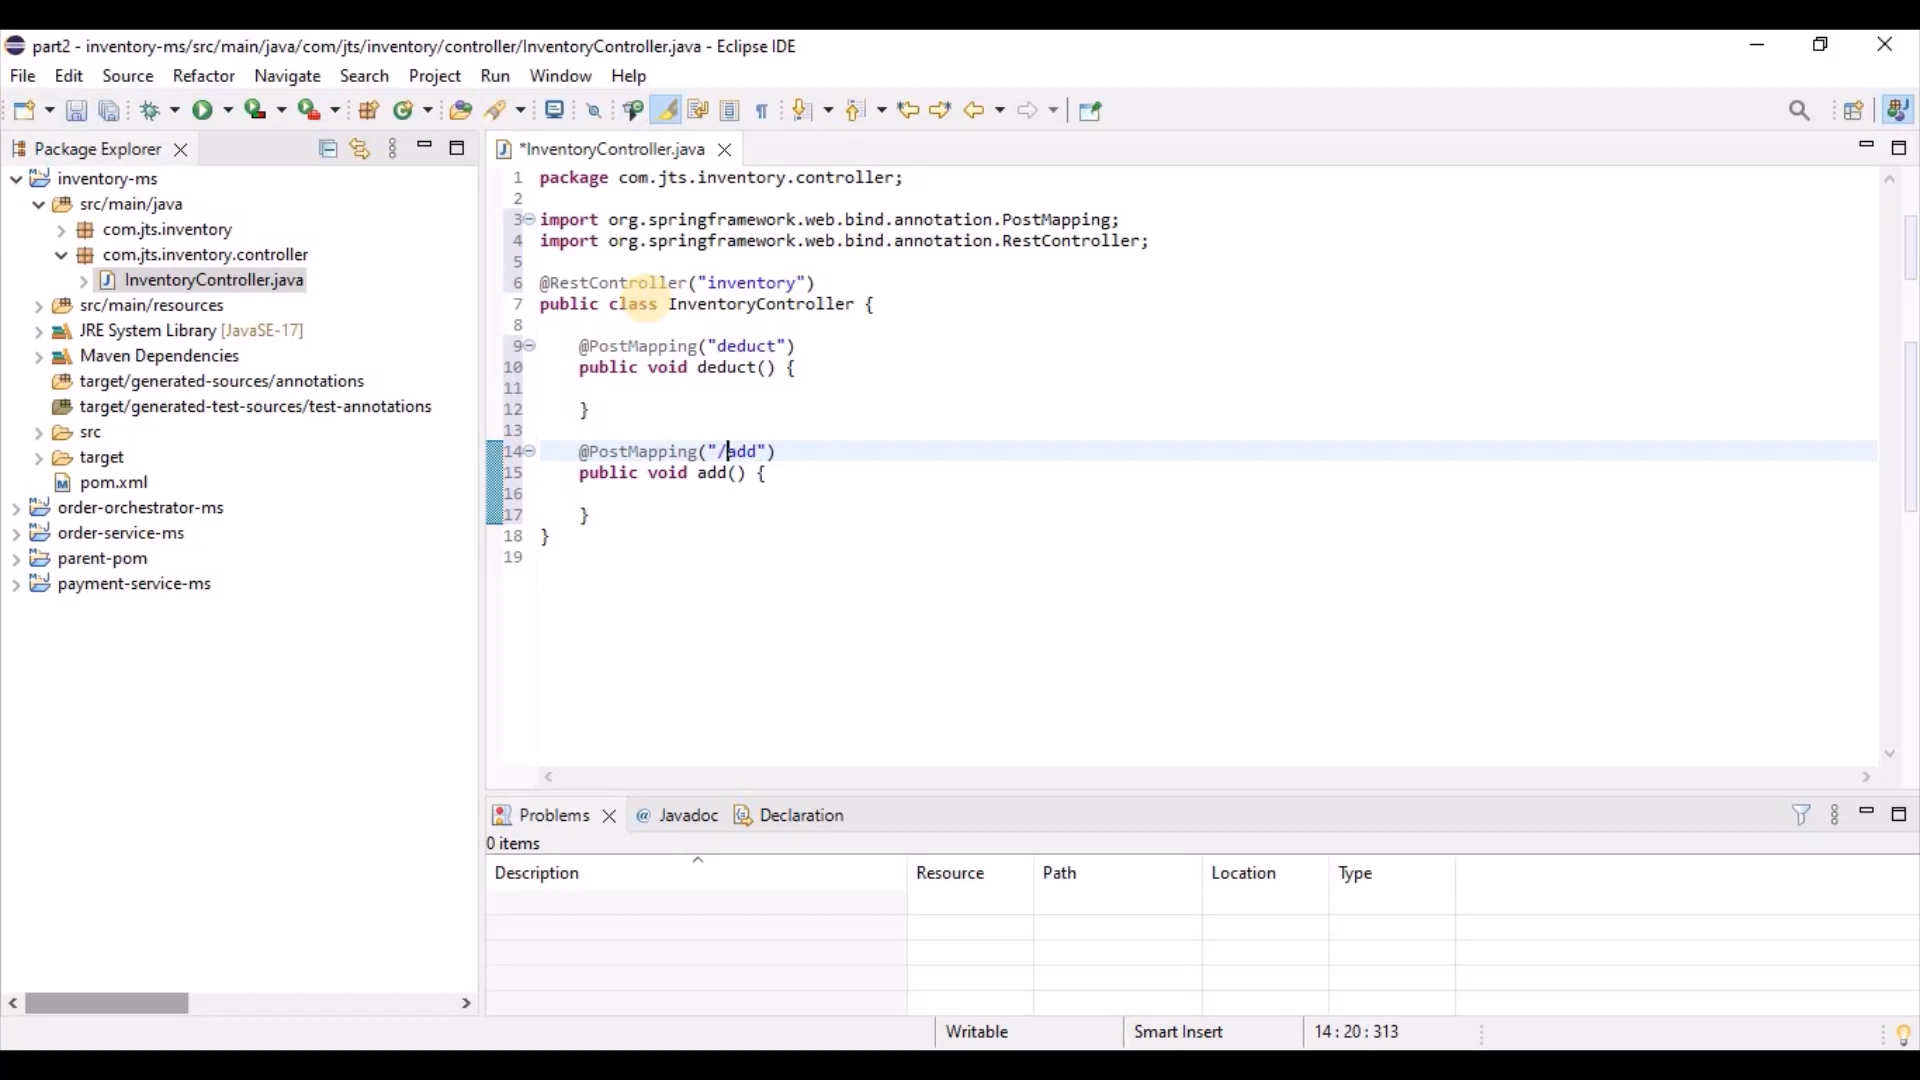 part2 - inventory-ms/src/main/java/com/jts/inventory/controller/InventoryController.java - Eclipse IDE
File Edit Source Refactor Navigate Search Project Run Window Help
Package Explorer
inventory-ms
src/main/java
com.jts.inventory
com.jts.inventory.controller
InventoryController.java
src/main/resources
JRE System Library [JavaSE-17]
Maven Dependencies
target/generated-sources/annotations
target/generated-test-sources/test-annotations
src
target
pom.xml
order-orchestrator-ms
order-service-ms
parent-pom
payment-service-ms
*InventoryController.java
1 package com.jts.inventory.controller;
2
3 import org.springframework.web.bind.annotation.PostMapping;
4 import org.springframework.web.bind.annotation.RestController;
5
6 @RestController("inventory")
7 public class InventoryController {
8
9 @PostMapping("deduct")
10 public void deduct() {
11
12 }
13
14 @PostMapping("/add")
15 public void add() {
16
17 }
18 }
19
Problems @ Javadoc Declaration
0 items
Description Resource Path Location Type
Writable Smart Insert 14 : 20 : 313